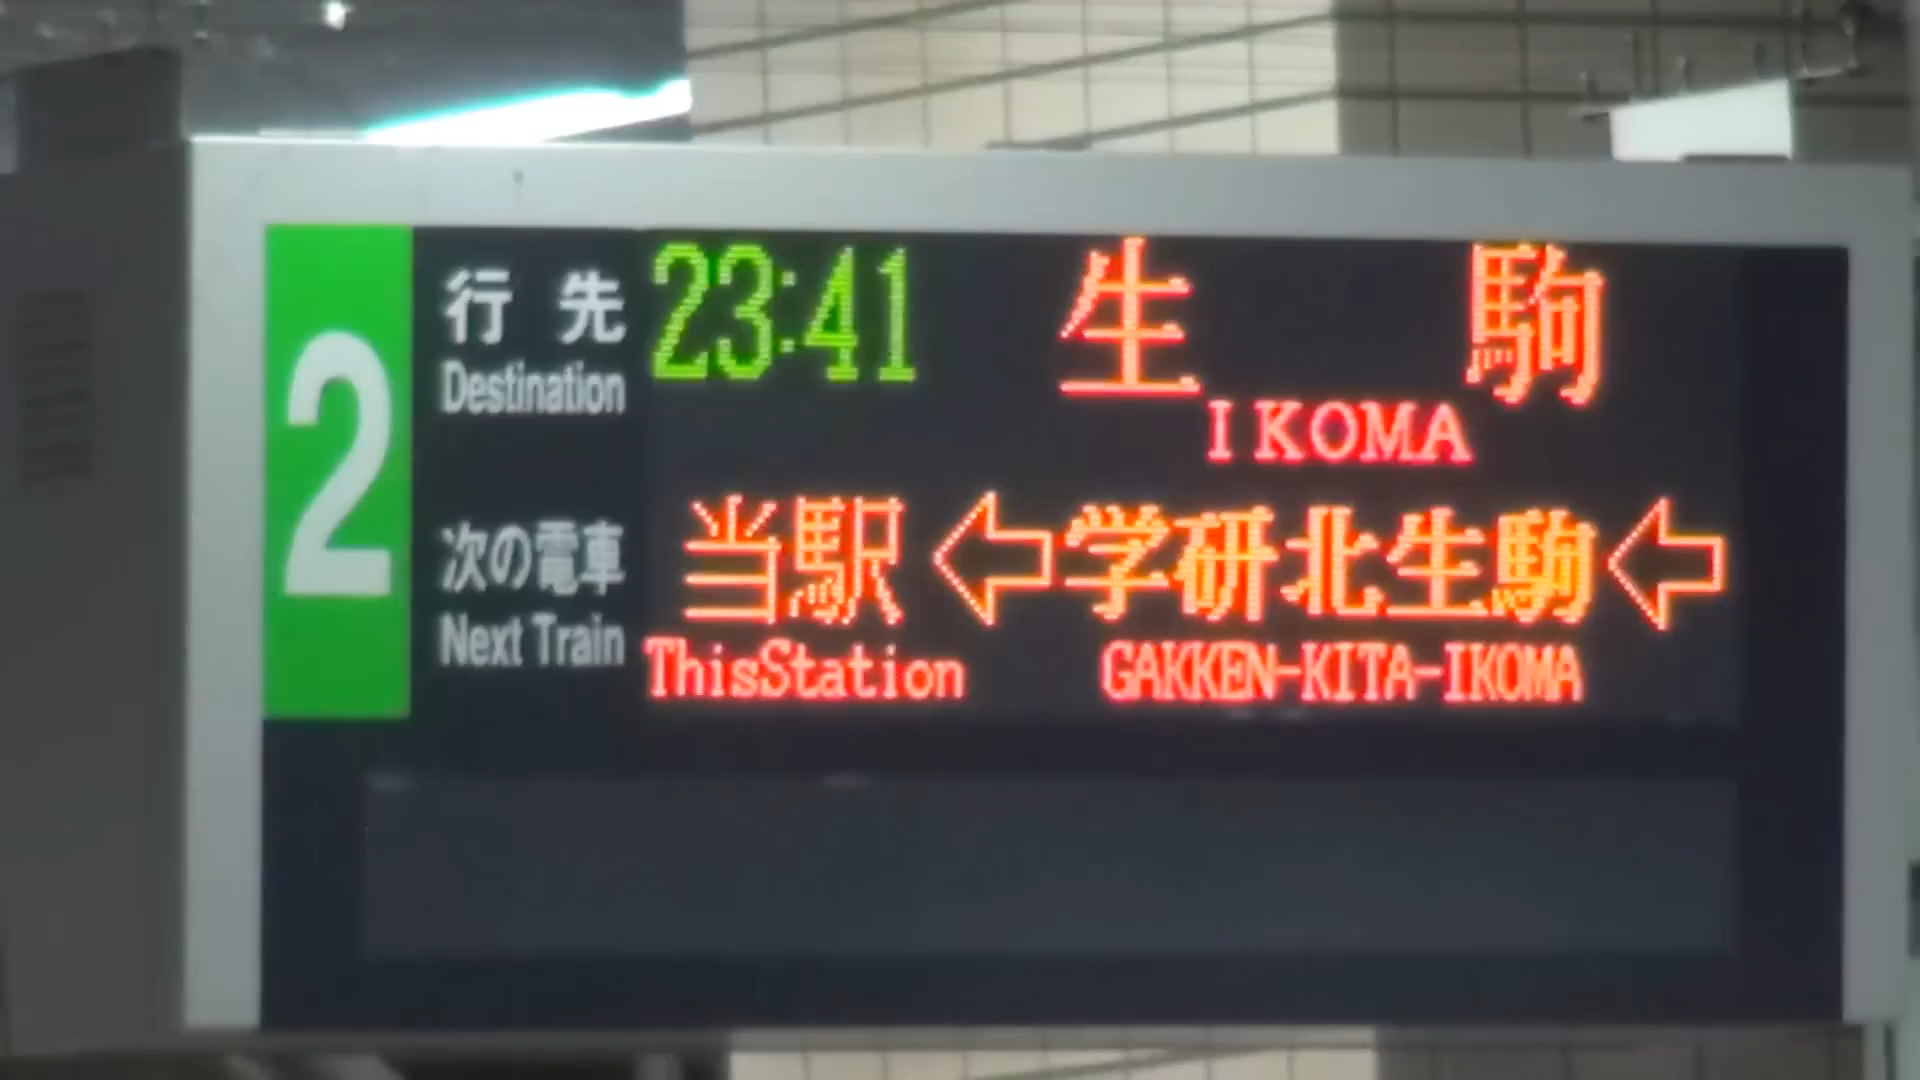 2
行先 23:41 生駒
Destination
IKOMA
次の電車 当駅 ⇦ 学研北生駒 ⇦
Next Train ThisStation GAKKEN-KITA-IKOMA